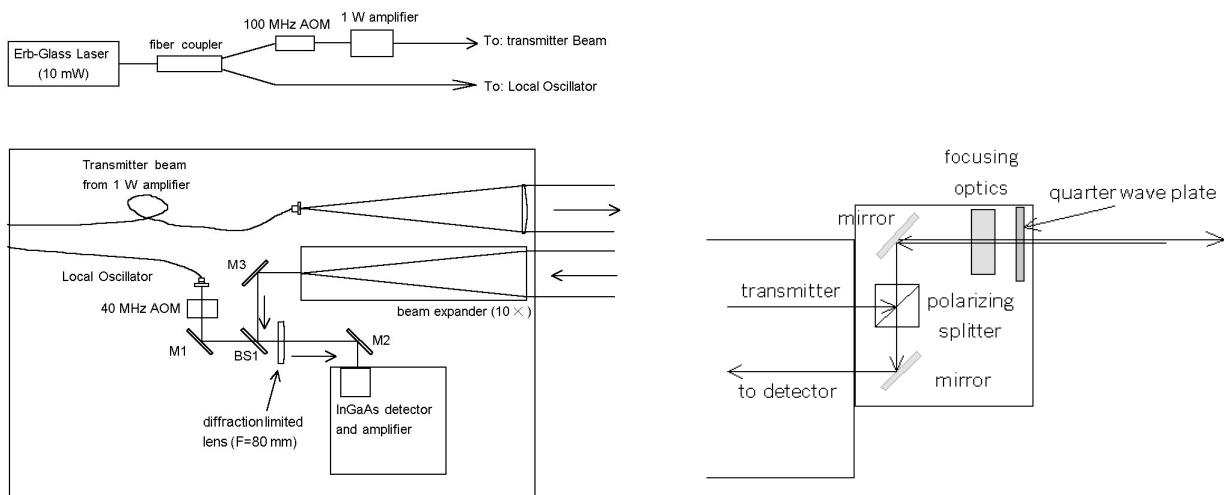 100 MHz AOM
1 W amplifier
fiber coupler
Erb-Glass Laser
(10 mW)
To: transmitter Beam
To: Local Oscillator
Transmitter beam
from 1 W amplifier
Local Oscillator
M3
40 MHz AOM
beam expander (10×)
M1
BS1
M2
diffraction limited
lens (F=80 mm)
InGaAs detector
and amplifier
focusing
optics
quarter wave plate
mirror
transmitter
polarizing
splitter
to detector
mirror